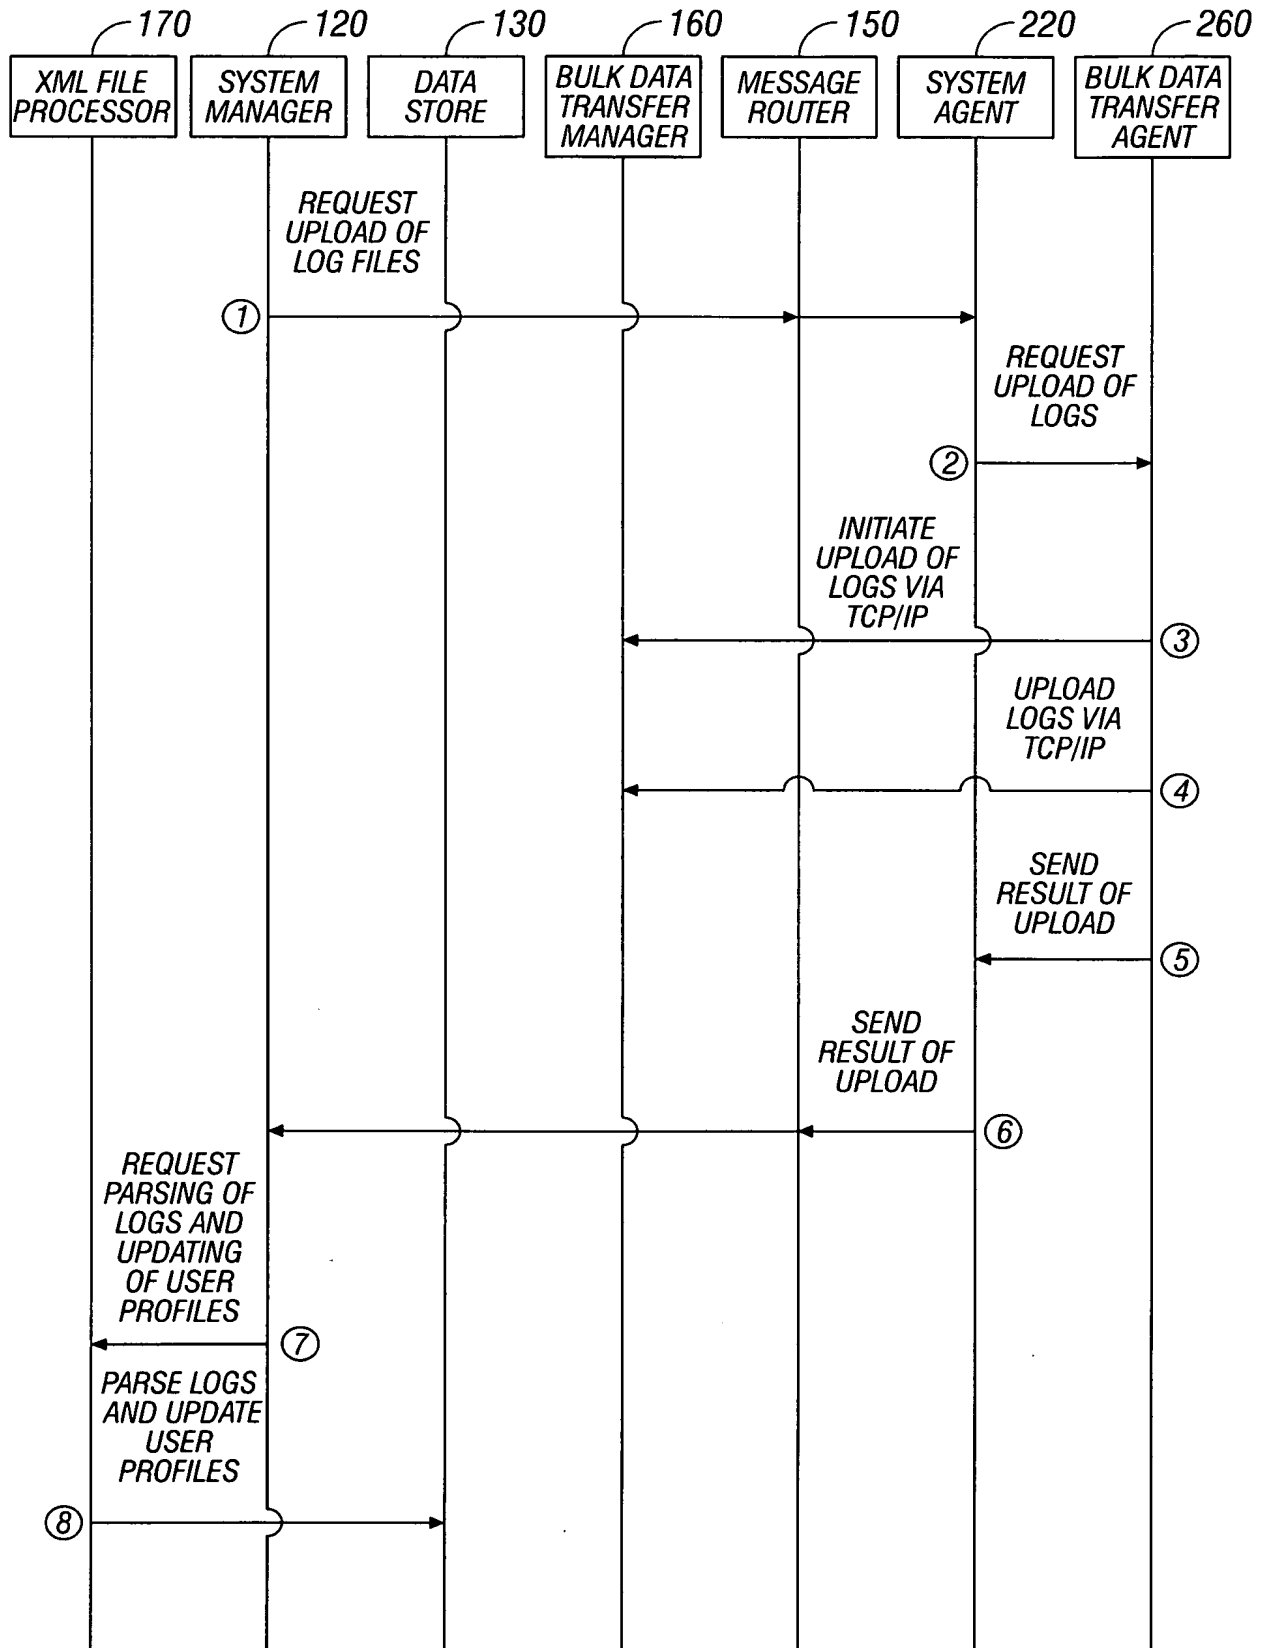 170
120
130
160
150
220
260
XML FILE
PROCESSOR
SYSTEM
MANAGER
DATA
STORE
BULK DATA
TRANSFER
MANAGER
MESSAGE
ROUTER
SYSTEM
AGENT
BULK DATA
TRANSFER
AGENT
REQUEST
UPLOAD OF
LOG FILES
1
REQUEST
UPLOAD OF
LOGS
2
INITIATE
UPLOAD OF
LOGS VIA
TCP/IP
3
UPLOAD
LOGS VIA
TCP/IP
4
SEND
RESULT OF
UPLOAD
5
SEND
RESULT OF
UPLOAD
6
REQUEST
PARSING OF
LOGS AND
UPDATING
OF USER
PROFILES
7
PARSE LOGS
AND UPDATE
USER
PROFILES
8